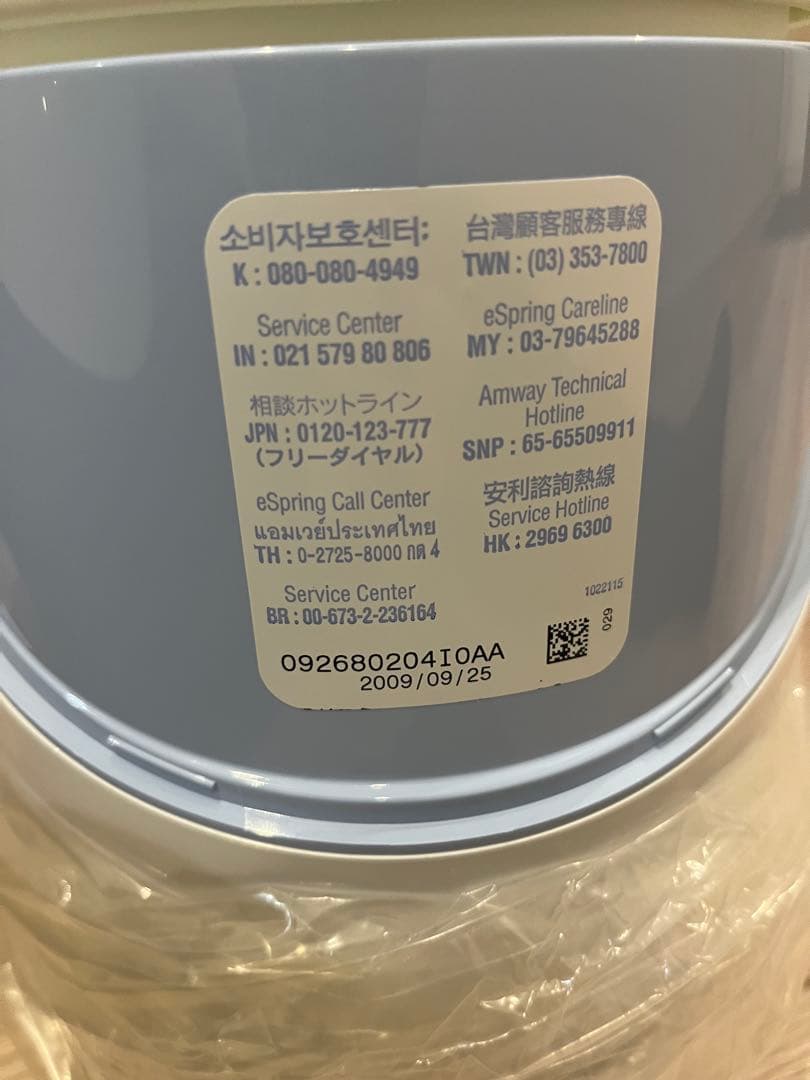 소비자보호센터:
K : 080-080-4949
Service Center
IN : 021 579 80 806
相談ホットライン
JPN : 0120-123-777
(フリーダイヤル)
eSpring Call Center
แอมเวย์ประเทศไทย
TH : 0-2725-8000 กด 4
Service Center
BR : 00-673-2-236164
台灣顧客服務專線
TWN : (03) 353-7800
eSpring Careline
MY : 03-79645288
Amway Technical
Hotline
SNP : 65-65509911
安利諮詢熱線
Service Hotline
HK : 2969 6300
1022115
029
092680204I0AA
2009/09/25